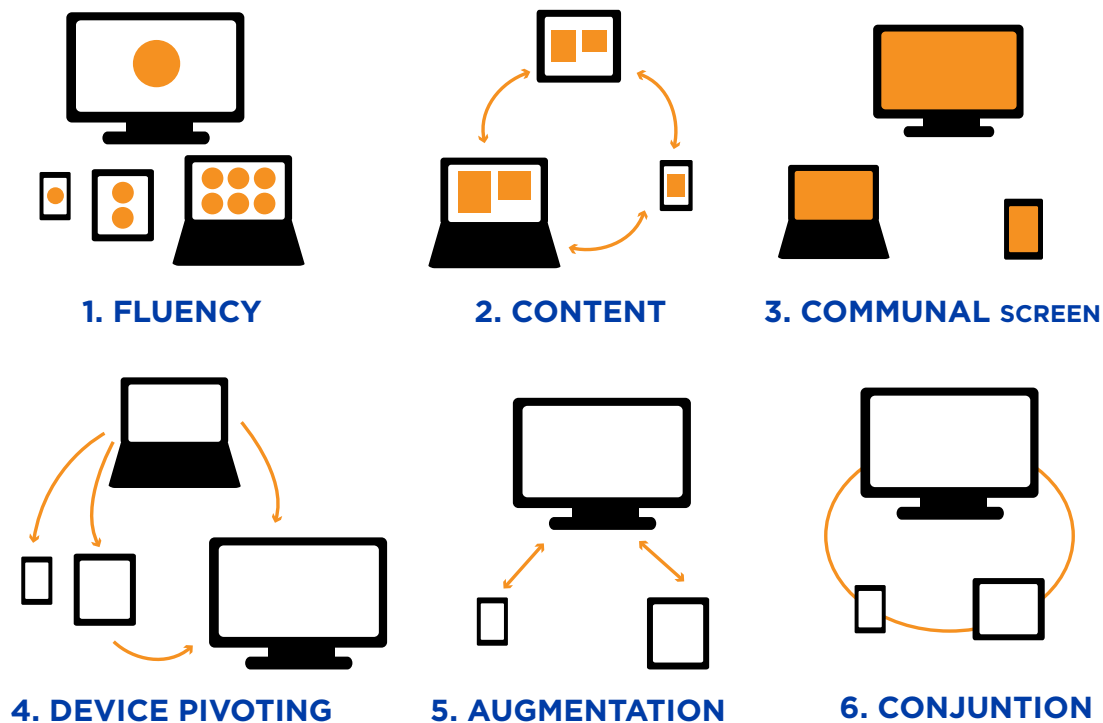 1. FLUENCY
2. CONTENT
3. COMMUNAL SCREEN
4. DEVICE PIVOTING
5. AUGMENTATION
6. CONJUNTION